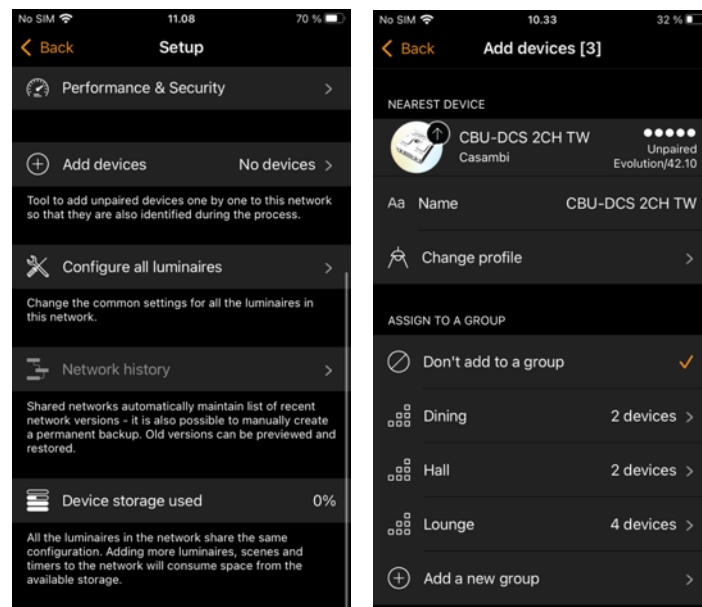 No SIM 11.08 70 %
Back Setup
Performance & Security
Add devices No devices
Tool to add unpaired devices one by one to this network
so that they are also identified during the process.
Configure all luminaires
Change the common settings for all the luminaires in
this network.
Network history
Shared networks automatically maintain list of recent
network versions - it is also possible to manually create
a permanent backup. Old versions can be previewed and
restored.
Device storage used 0%
All the luminaires in the network share the same
configuration. Adding more luminaires, scenes and
timers to the network will consume space from the
available storage.
No SIM 10.33 32 %
Back Add devices [3]
NEAREST DEVICE
CBU-DCS 2CH TW
Casambi
Unpaired
Evolution/42.10
Aa Name CBU-DCS 2CH TW
Change profile
ASSIGN TO A GROUP
Don't add to a group
Dining 2 devices
Hall 2 devices
Lounge 4 devices
Add a new group